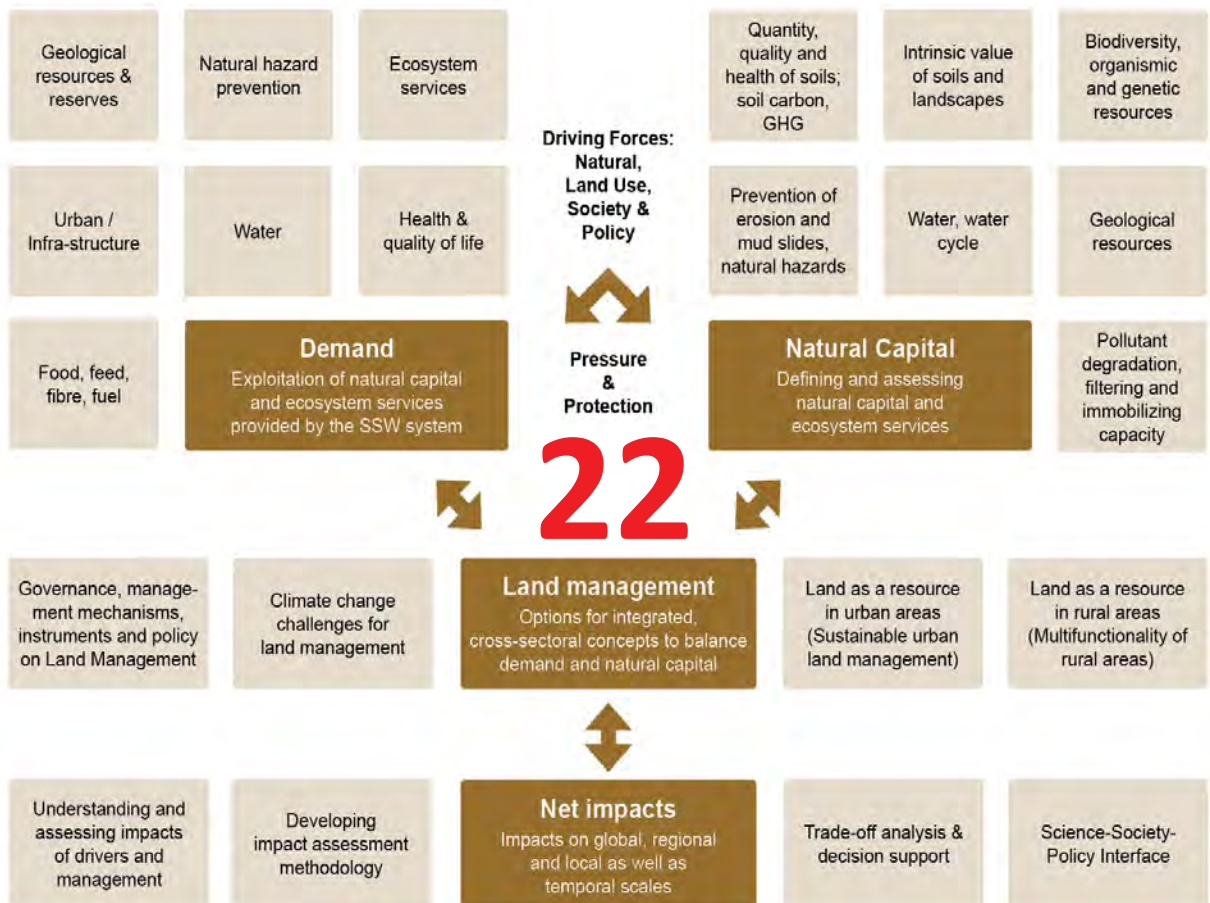 Geological
resources &
reserves
Natural hazard
prevention
Ecosystem
services
Urban /
Infra-structure
Water
Health &
quality of life
Food, feed,
fibre, fuel
Demand
Exploitation of natural capital
and ecosystem services
provided by the SSW system
Driving Forces:
Natural,
Land Use,
Society &
Policy
Pressure
&
Protection
22
Quantity,
quality and
health of soils;
soil carbon,
GHG
Intrinsic value
of soils and
landscapes
Biodiversity,
organismic
and genetic
resources
Prevention of
erosion and
mud slides,
natural hazards
Water, water
cycle
Geological
resources
Natural Capital
Defining and assessing
natural capital and
ecosystem services
Pollutant
degradation,
filtering and
immobilizing
capacity
Governance, manage-
ment mechanisms,
instruments and policy
on Land Management
Climate change
challenges for
land management
Land management
Options for integrated,
cross-sectoral concepts to balance
demand and natural capital
Land as a resource
in urban areas
(Sustainable urban
land management)
Land as a resource
in rural areas
(Multifunctionality of
rural areas)
Understanding and
assessing impacts
of drivers and
management
Developing
impact assessment
methodology
Net impacts
Impacts on global, regional
and local as well as
temporal scales
Trade-off analysis &
decision support
Science-Society-
Policy Interface